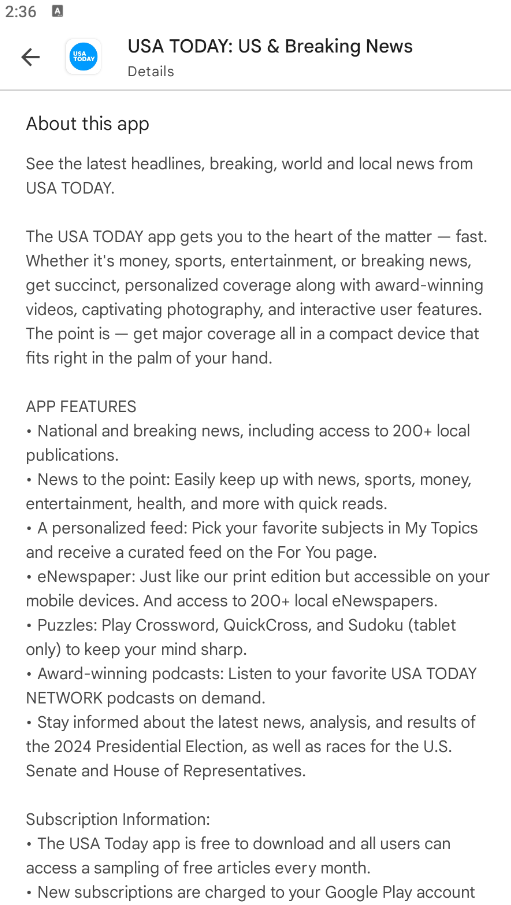 2:36 A
USA TODAY: US & Breaking News
USA
TODAY
Details
About this app
See the latest headlines, breaking, world and local news from
USA TODAY.
The USA TODAY app gets you to the heart of the matter — fast.
Whether it's money, sports, entertainment, or breaking news,
get succinct, personalized coverage along with award-winning
videos, captivating photography, and interactive user features.
The point is — get major coverage all in a compact device that
fits right in the palm of your hand.
APP FEATURES
• National and breaking news, including access to 200+ local
publications.
• News to the point: Easily keep up with news, sports, money,
entertainment, health, and more with quick reads.
• A personalized feed: Pick your favorite subjects in My Topics
and receive a curated feed on the For You page.
• eNewspaper: Just like our print edition but accessible on your
mobile devices. And access to 200+ local eNewspapers.
• Puzzles: Play Crossword, QuickCross, and Sudoku (tablet
only) to keep your mind sharp.
• Award-winning podcasts: Listen to your favorite USA TODAY
NETWORK podcasts on demand.
• Stay informed about the latest news, analysis, and results of
the 2024 Presidential Election, as well as races for the U.S.
Senate and House of Representatives.
Subscription Information:
• The USA Today app is free to download and all users can
access a sampling of free articles every month.
• New subscriptions are charged to your Google Play account